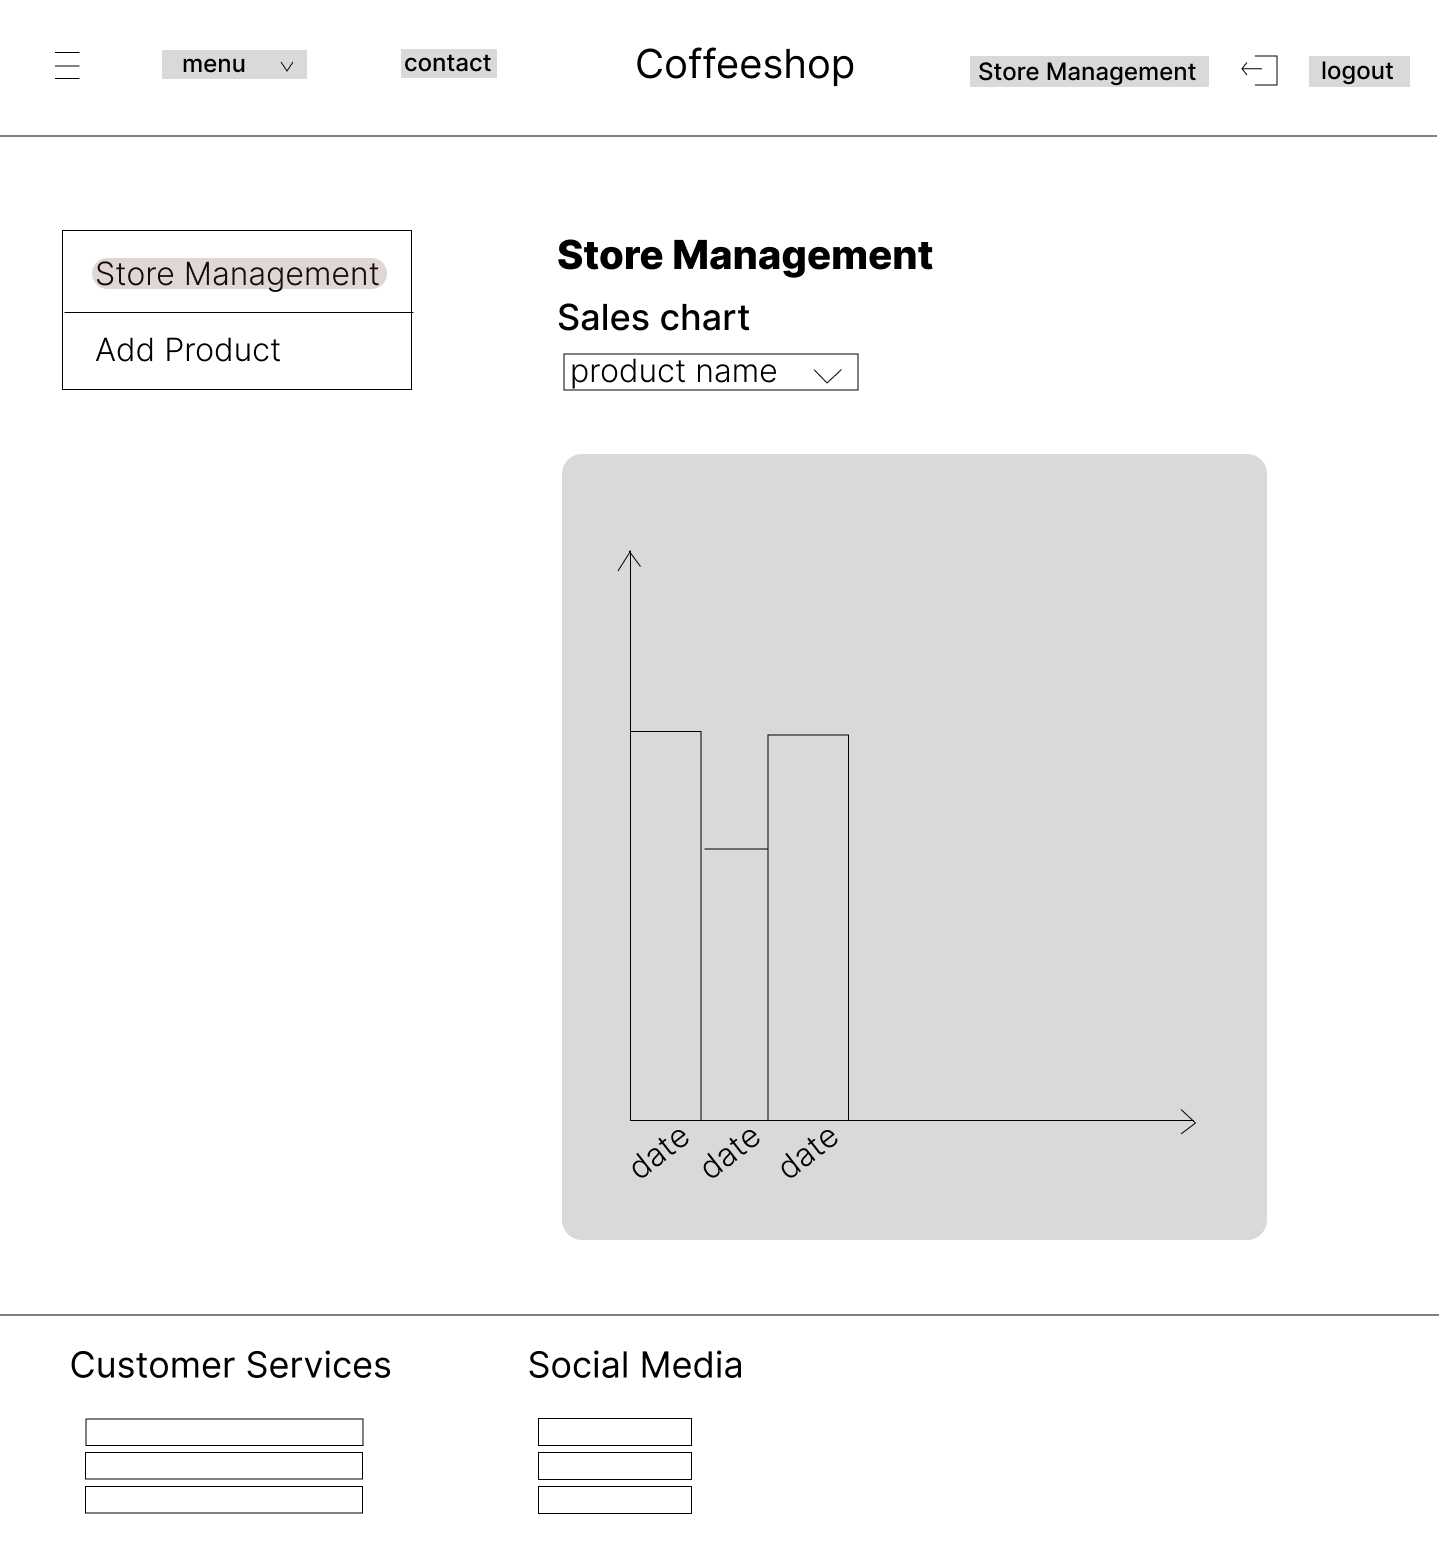 menu
contact
Coffeeshop
Store Management
logout
Store Management
Add Product
Store Management
Sales chart
product name
date
date
date
Customer Services
Social Media